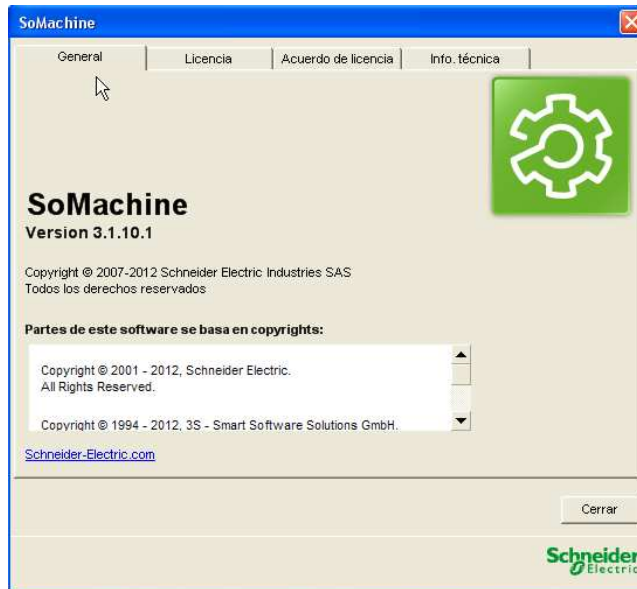 SoMachine
General
Licencia
Acuerdo de licencia
Info. técnica
SoMachine
Version 3.1.10.1
Copyright © 2007-2012 Schneider Electric Industries SAS
Todos los derechos reservados
Partes de este software se basa en copyrights:
Copyright © 2001 - 2012, Schneider Electric.
All Rights Reserved.
Copyright © 1994 - 2012, 3S - Smart Software Solutions GmbH.
Schneider-Electric.com
Cerrar
Schneider
Electric